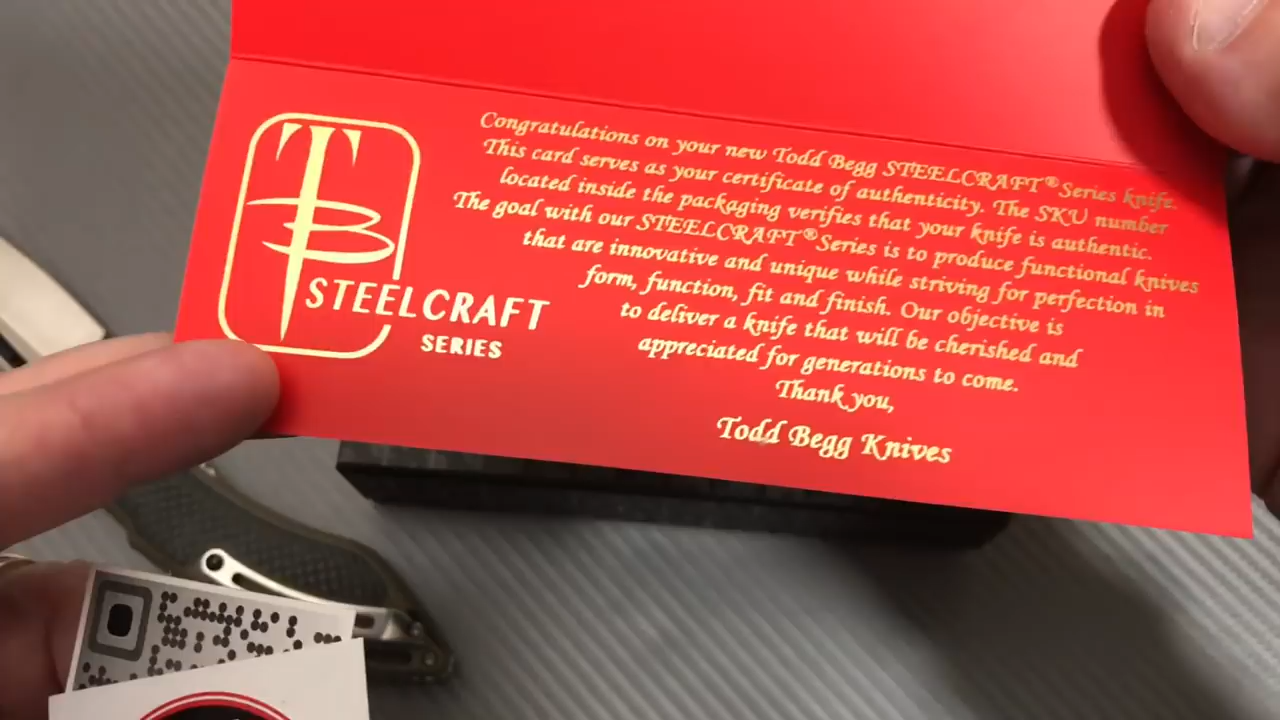 TB
STEELCRAFT
SERIES
Congratulations on your new Todd Begg STEELCRAFT® Series knife.
This card serves as your certificate of authenticity. The SKU number
located inside the packaging verifies that your knife is authentic.
The goal with our STEELCRAFT® Series is to produce functional knives
that are innovative and unique while striving for perfection in
form, function, fit and finish. Our objective is
to deliver a knife that will be cherished and
appreciated for generations to come.
Thank you,
Todd Begg Knives